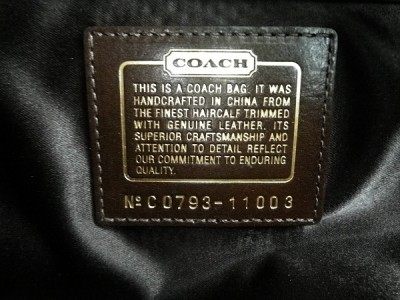 COACH
THIS IS A COACH BAG. IT WAS
HANDCRAFTED IN CHINA FROM
THE FINEST HAIRCALF TRIMMED
WITH GENUINE LEATHER. ITS
SUPERIOR CRAFTSMANSHIP AND
ATTENTION TO DETAIL REFLECT
OUR COMMITMENT TO ENDURING
QUALITY.
Nº C0793-11003